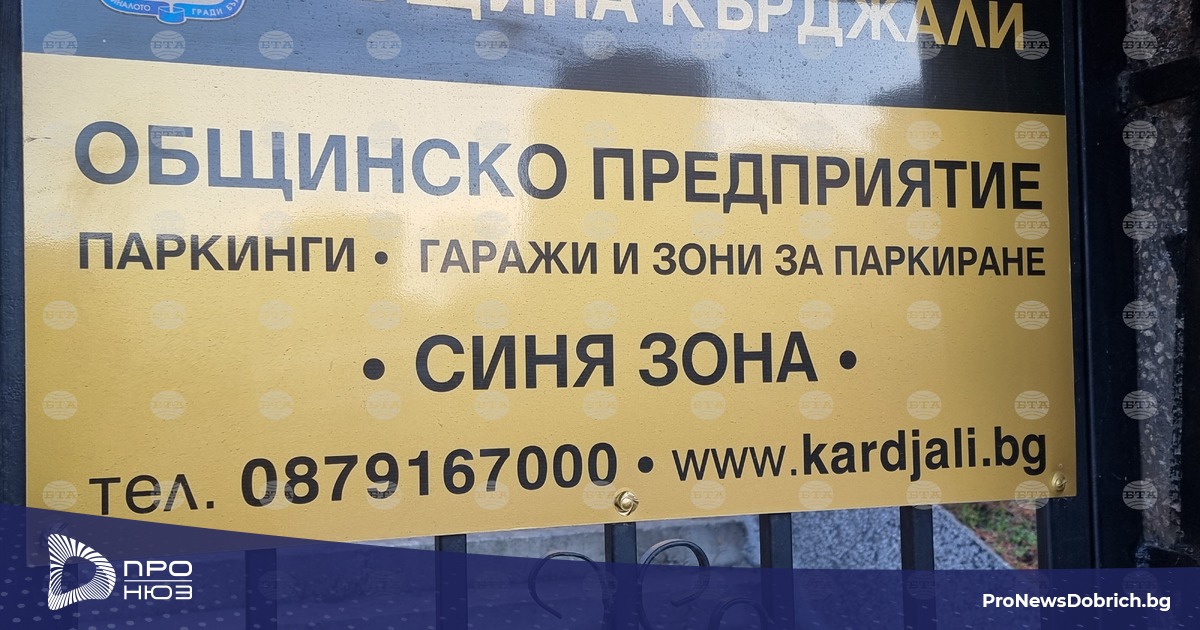 ГРАДИ
КЪРДЖАЛИ
ОБЩИНСКО ПРЕДПРИЯТИЕ
ПАРКИНГИ • ГАРАЖИ И ЗОНИ ЗА ПАРКИРАНЕ
• СИНЯ ЗОНА •
тел. 0879167000 • www.kardjali.bg
ПРО
НЮЗ
ProNewsDobrich.bg